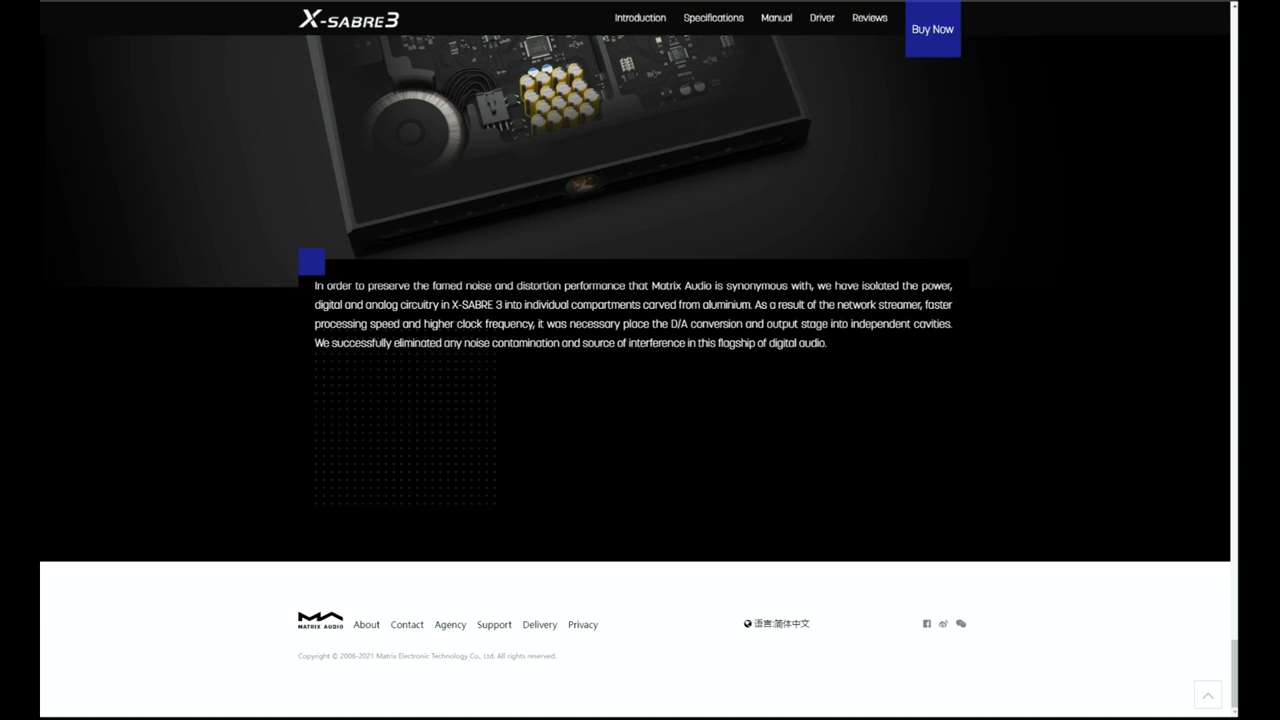 X-SABRE 3
Introduction
Specifications
Manual
Driver
Reviews
Buy Now
In order to preserve the famed noise and distortion performance that Matrix Audio is synonymous with, we have isolated the power,
digital and analog circuitry in X-SABRE 3 into individual compartments carved from aluminium. As a result of the network streamer, faster
processing speed and higher clock frequency, it was necessary place the D/A conversion and output stage into independent cavities.
We successfully eliminated any noise contamination and source of interference in this flagship of digital audio.
MATRIX AUDIO
About
Contact
Agency
Support
Delivery
Privacy
语言:简体中文
Copyright © 2006-2021 Matrix Electronic Technology Co., Ltd. All rights reserved.